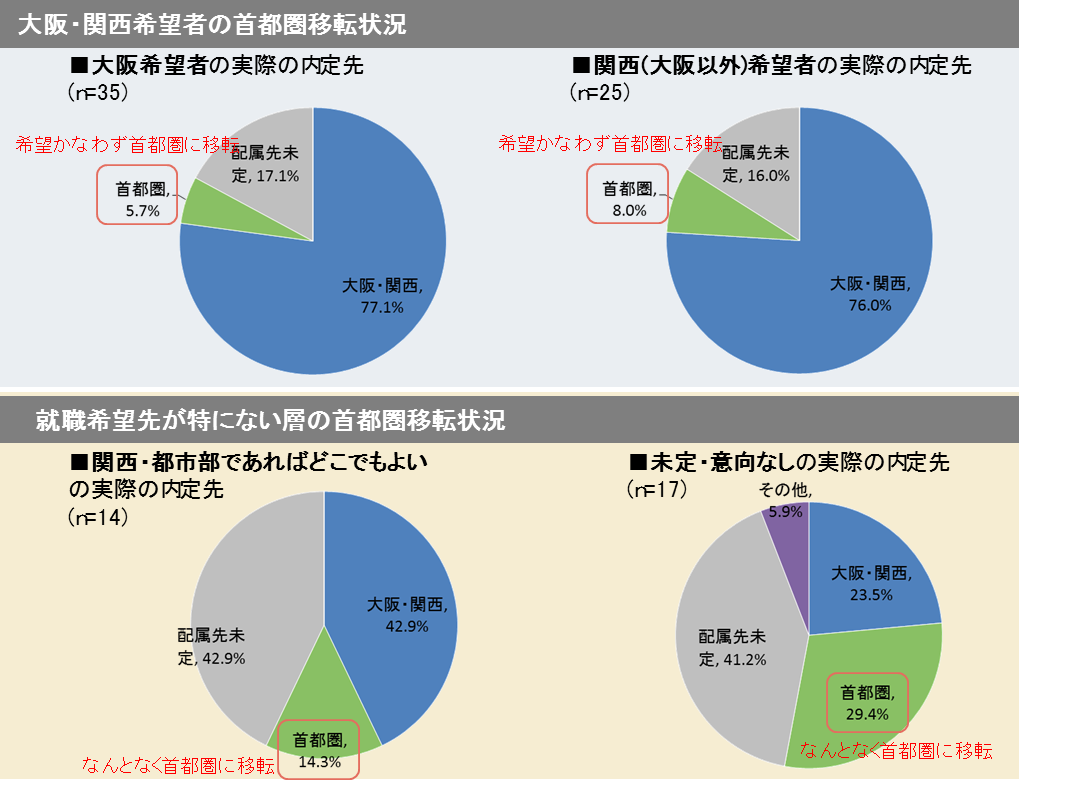 大阪・関西希望者の首都圏移転状況
■大阪希望者の実際の内定先
(n=35)
希望かなわず首都圏に移転
配属先未
定, 17.1%
首都圏,
5.7%
大阪・関西,
77.1%
■関西(大阪以外)希望者の実際の内定先
(n=25)
希望かなわず首都圏に移転
配属先未
定, 16.0%
首都圏,
8.0%
大阪・関西,
76.0%
就職希望先が特にない層の首都圏移転状況
■関西・都市部であればどこでもよい
の実際の内定先
(n=14)
大阪・関西,
42.9%
配属先未
定, 42.9%
首都圏,
14.3%
なんとなく首都圏に移転
■未定・意向なしの実際の内定先
(n=17)
その他,
5.9%
大阪・関西,
23.5%
配属先未
定, 41.2%
首都圏,
29.4%
なんとなく首都圏に移転